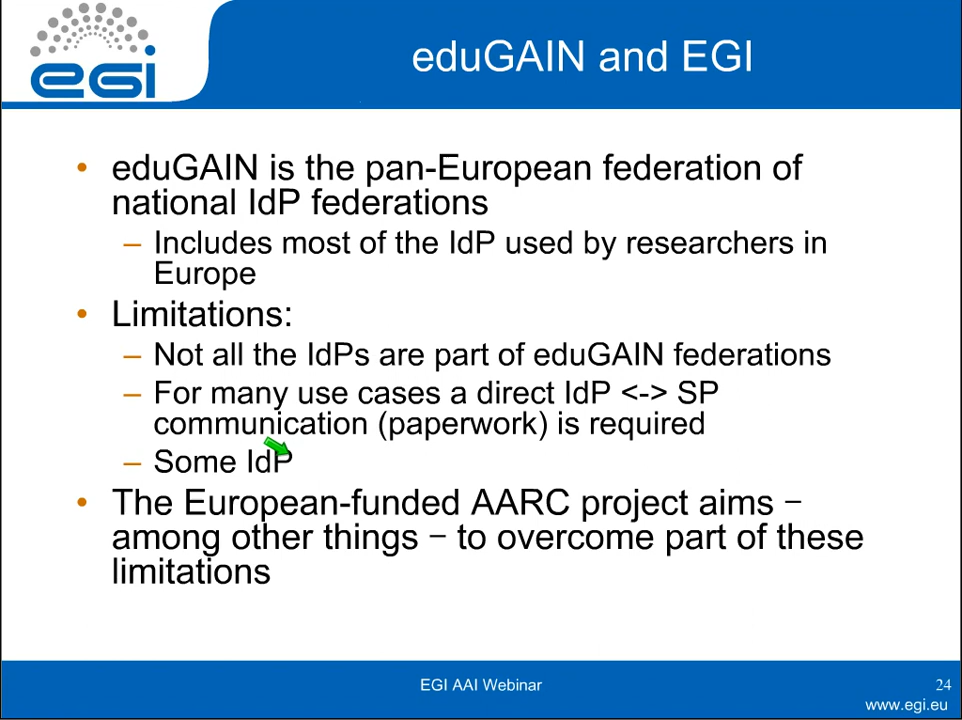 egi
eduGAIN and EGI
• eduGAIN is the pan-European federation of
national IdP federations
– Includes most of the IdP used by researchers in
Europe
• Limitations:
– Not all the IdPs are part of eduGAIN federations
– For many use cases a direct IdP <-> SP
communication (paperwork) is required
– Some IdP
• The European-funded AARC project aims –
among other things – to overcome part of these
limitations
EGI AAI Webinar
24
www.egi.eu